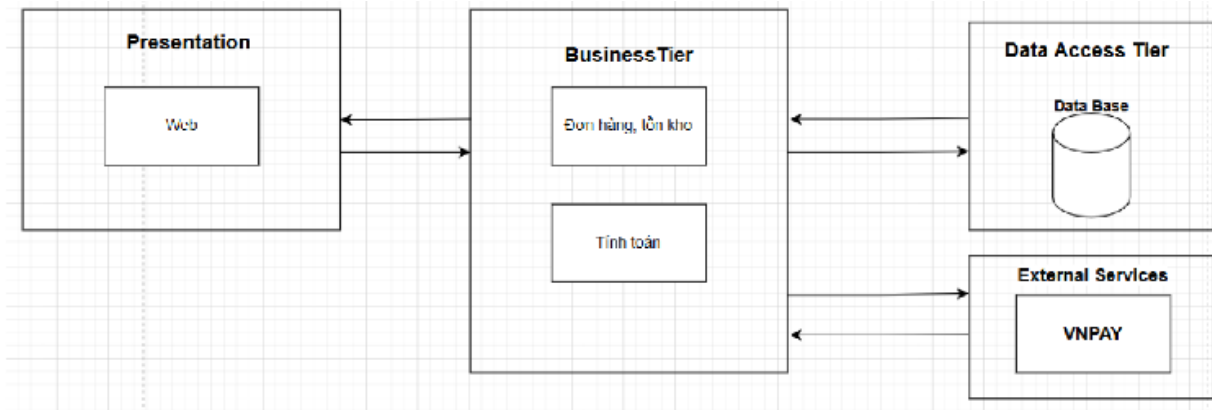 Presentation
Web
BusinessTier
Đơn hàng, tồn kho
Tính toán
Data Access Tier
Data Base
External Services
VNPAY